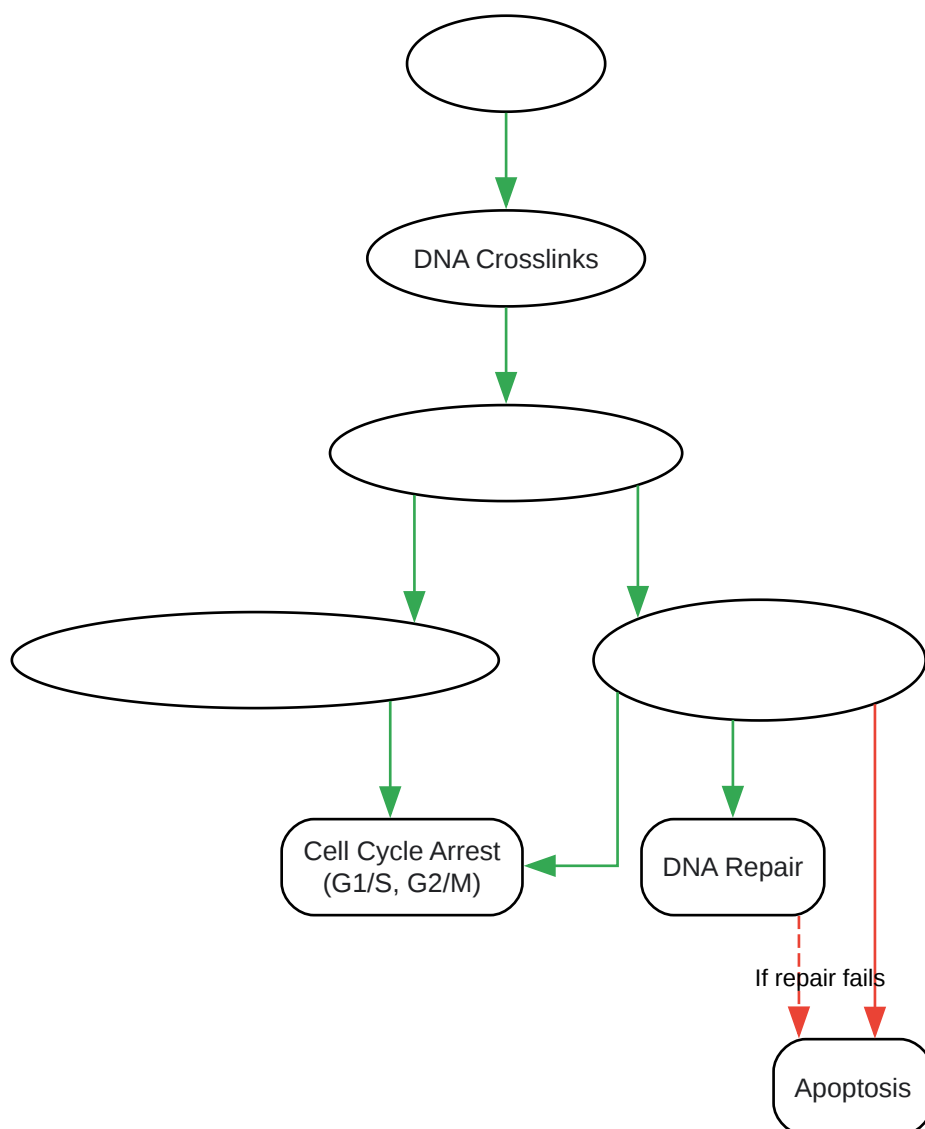 DNA Crosslinks
Cell Cycle Arrest
(G1/S, G2/M)
DNA Repair
If repair fails
Apoptosis